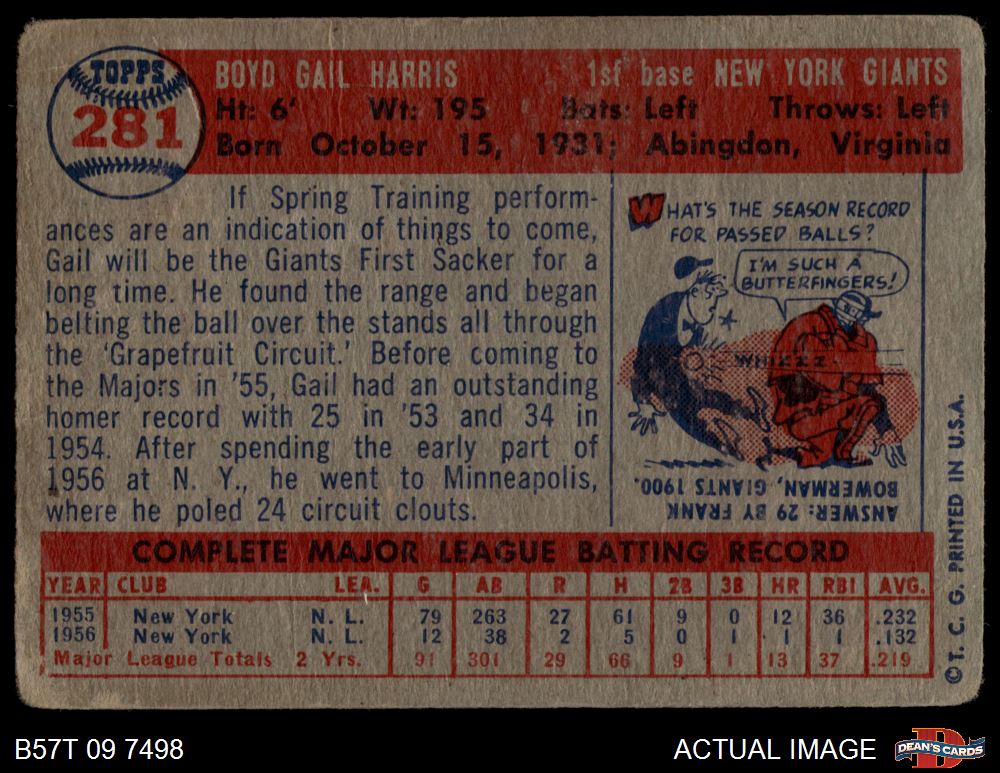 TOPPS
281
BOYD GAIL HARRIS 1st base NEW YORK GIANTS
Ht: 6' Wt: 195 Bats: Left Throws: Left
Born October 15, 1931; Abingdon, Virginia
If Spring Training perform-
ances are an indication of things to come,
Gail will be the Giants First Sacker for a
long time. He found the range and began
belting the ball over the stands all through
the 'Grapefruit Circuit.' Before coming to
the Majors in '55, Gail had an outstanding
homer record with 25 in '53 and 34 in
1954. After spending the early part of
1956 at N. Y., he went to Minneapolis,
where he poled 24 circuit clouts.
WHAT'S THE SEASON RECORD
FOR PASSED BALLS?
I'M SUCH A
BUTTERFINGERS!
WHIZZZ
ANSWER: 29 BY FRANK
BOWERMAN, GIANTS 1900.
COMPLETE MAJOR LEAGUE BATTING RECORD
YEAR CLUB LEA. G AB R H 2B 3B HR RBI AVG.
1955 New York N. L. 79 263 27 61 9 0 12 36 .232
1956 New York N. L. 12 38 2 5 0 1 1 1 .132
Major League Totals 2 Yrs. 91 301 29 66 9 1 13 37 .219
© T. C. G. PRINTED IN U.S.A.
B57T 09 7498
ACTUAL IMAGE
DEAN'S CARDS